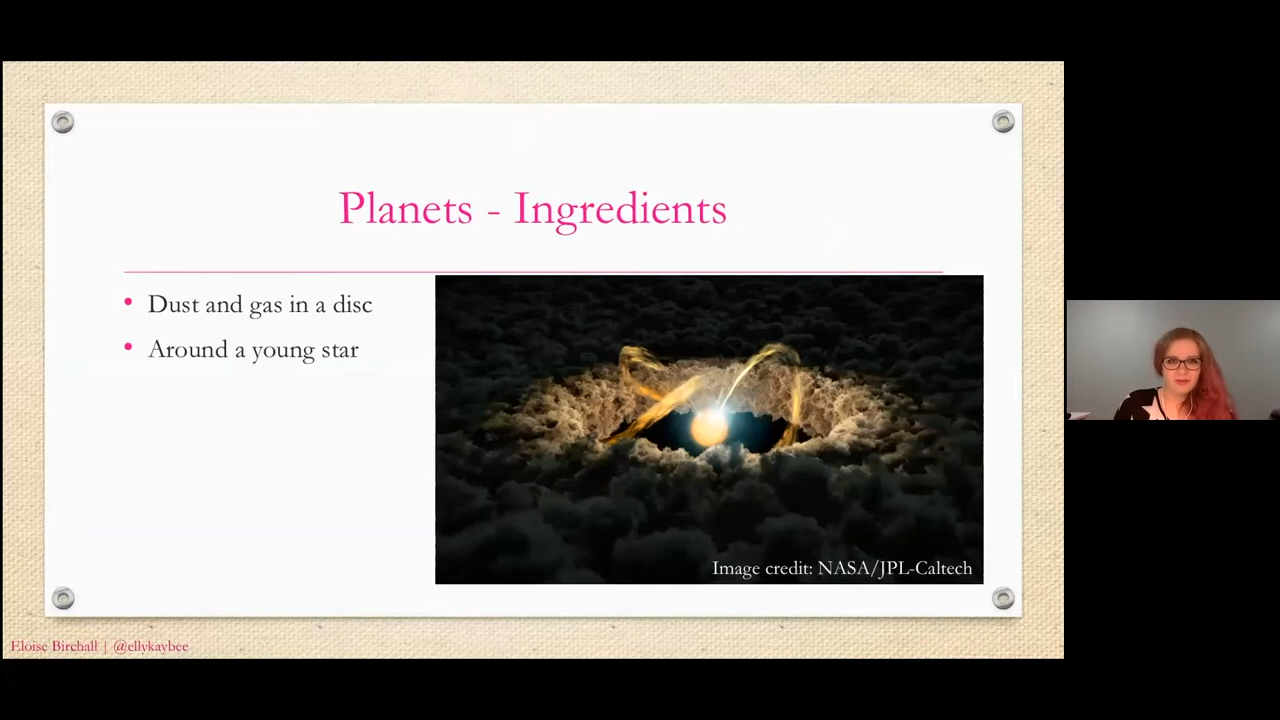 Planets - Ingredients
• Dust and gas in a disc
• Around a young star
Image credit: NASA/JPL-Caltech
Eloise Birchall | @ellykaybee